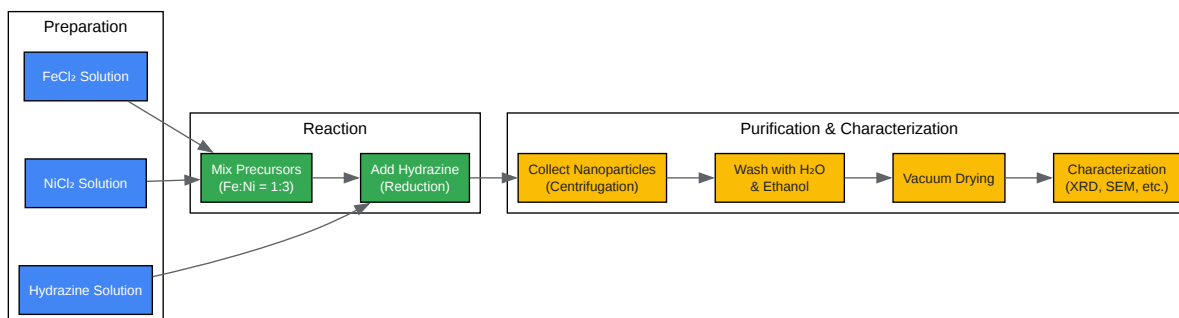 Preparation
FeCl₂ Solution
NiCl₂ Solution
Hydrazine Solution
Reaction
Mix Precursors
(Fe:Ni = 1:3)
Add Hydrazine
(Reduction)
Purification & Characterization
Collect Nanoparticles
(Centrifugation)
Wash with H₂O
& Ethanol
Vacuum Drying
Characterization
(XRD, SEM, etc.)